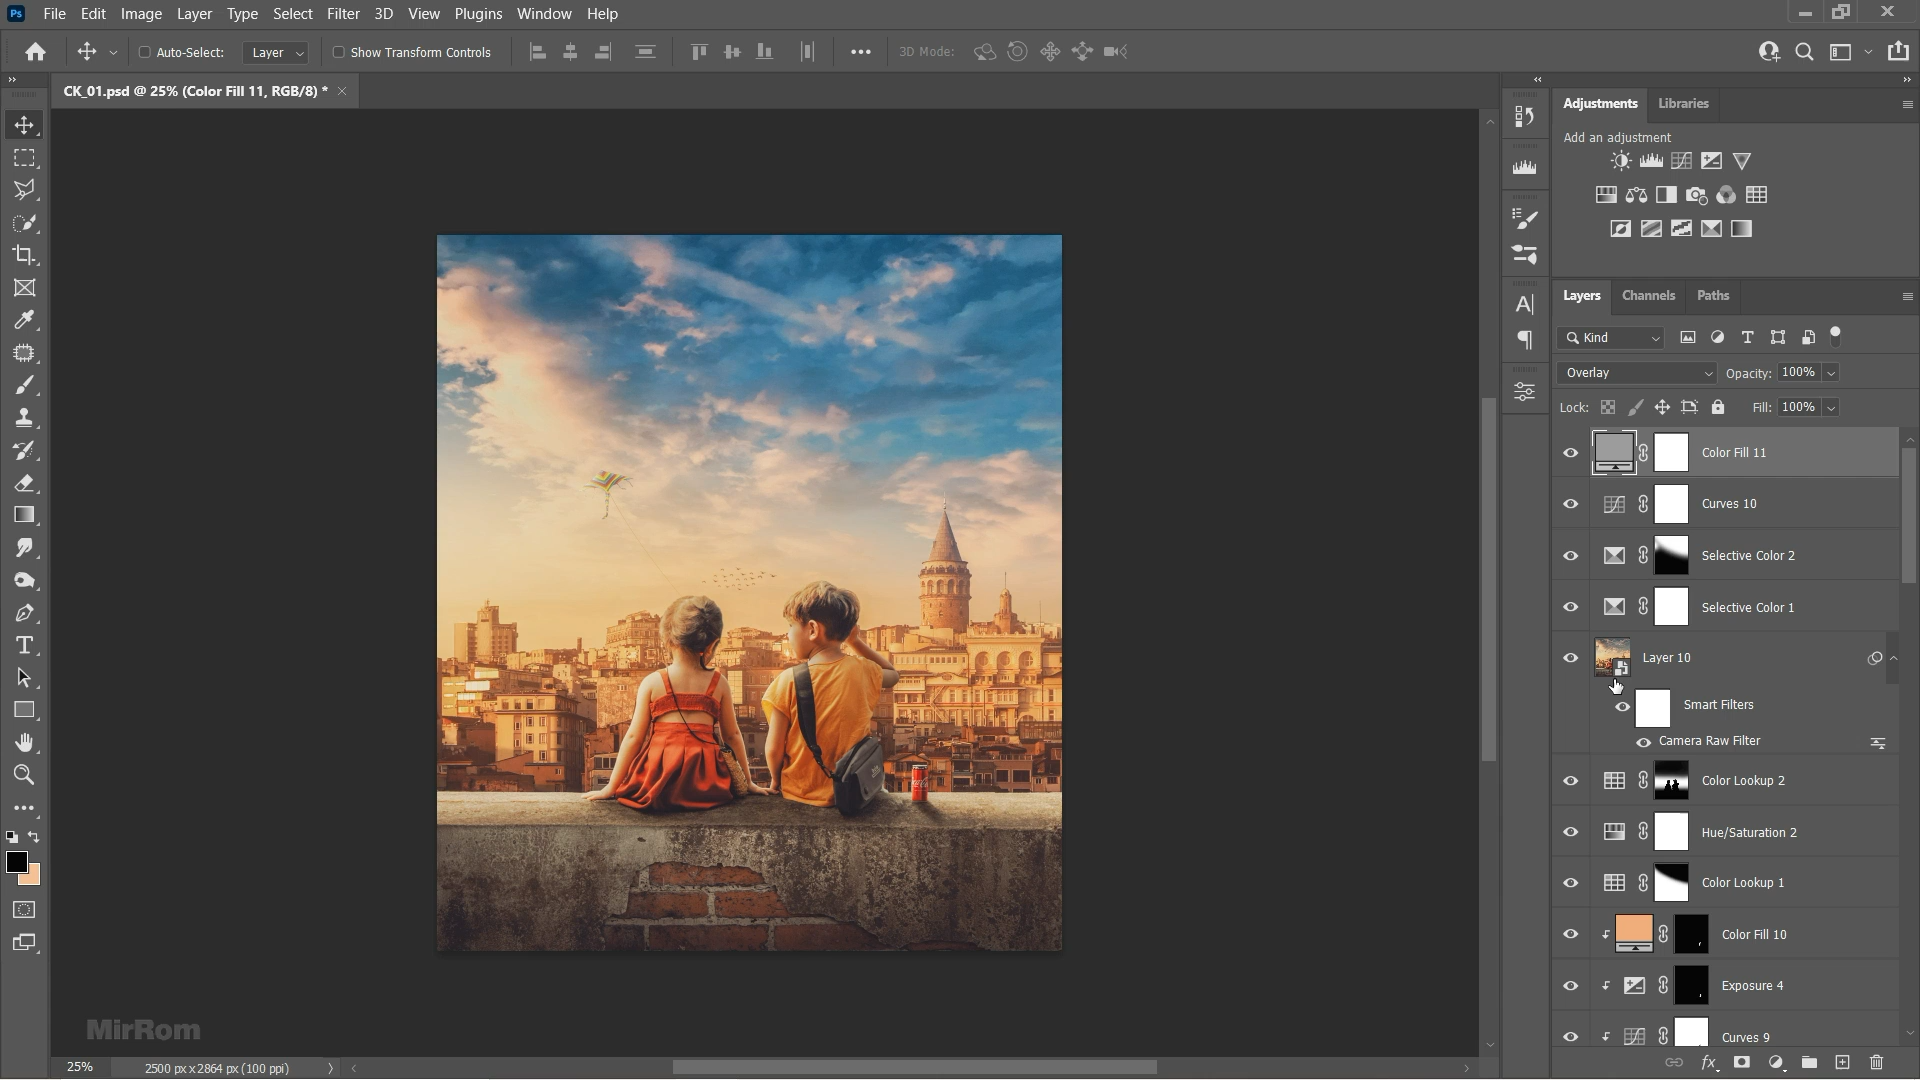 Ps File Edit Image Layer Type Select Filter 3D View Plugins Window Help
Auto-Select: Layer Show Transform Controls 3D Mode:
CK_01.psd @ 25% (Color Fill 11, RGB/8) *
Adjustments Libraries
Add an adjustment
Layers Channels Paths
Kind
Overlay Opacity: 100%
Lock: Fill: 100%
Color Fill 11
Curves 10
Selective Color 2
Selective Color 1
Layer 10
Smart Filters
Camera Raw Filter
Color Lookup 2
Hue/Saturation 2
Color Lookup 1
Color Fill 10
Exposure 4
Curves 9
MirRom
25% 2500 px x 2864 px (100 ppi)